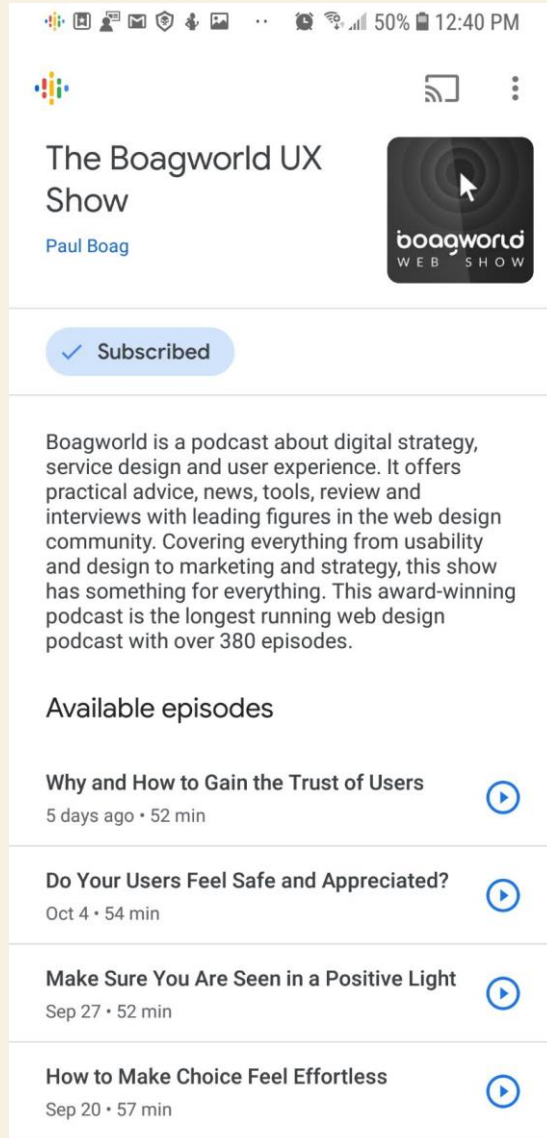 50% 12:40 PM
The Boagworld UX
Show
Paul Boag
boagworld
WEB SHOW
Subscribed
Boagworld is a podcast about digital strategy,
service design and user experience. It offers
practical advice, news, tools, review and
interviews with leading figures in the web design
community. Covering everything from usability
and design to marketing and strategy, this show
has something for everything. This award-winning
podcast is the longest running web design
podcast with over 380 episodes.
Available episodes
Why and How to Gain the Trust of Users
5 days ago • 52 min
Do Your Users Feel Safe and Appreciated?
Oct 4 • 54 min
Make Sure You Are Seen in a Positive Light
Sep 27 • 52 min
How to Make Choice Feel Effortless
Sep 20 • 57 min